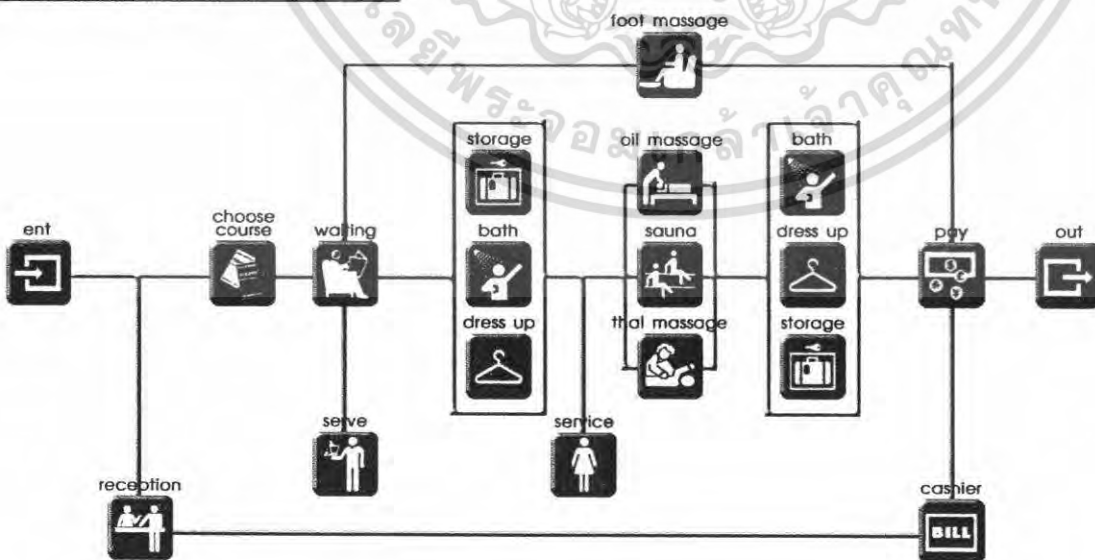 foot massage
storage
oil massage
bath
ent
choose
course
waiting
bath
sauna
dress up
pay
out
dress up
thai massage
storage
serve
service
reception
cashier
BILL